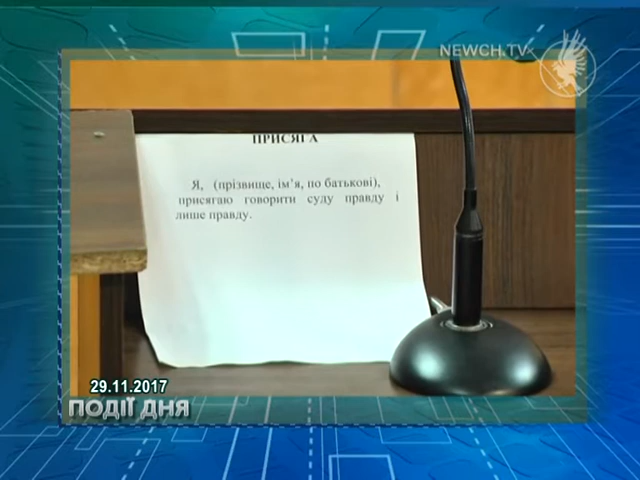 NEWCH.TV
ПРИСЯГА
Я, (прізвище, ім’я, по батькові),
присягаю говорити суду правду і
лише правду.
29.11.2017
ПОДІЇ ДНЯ